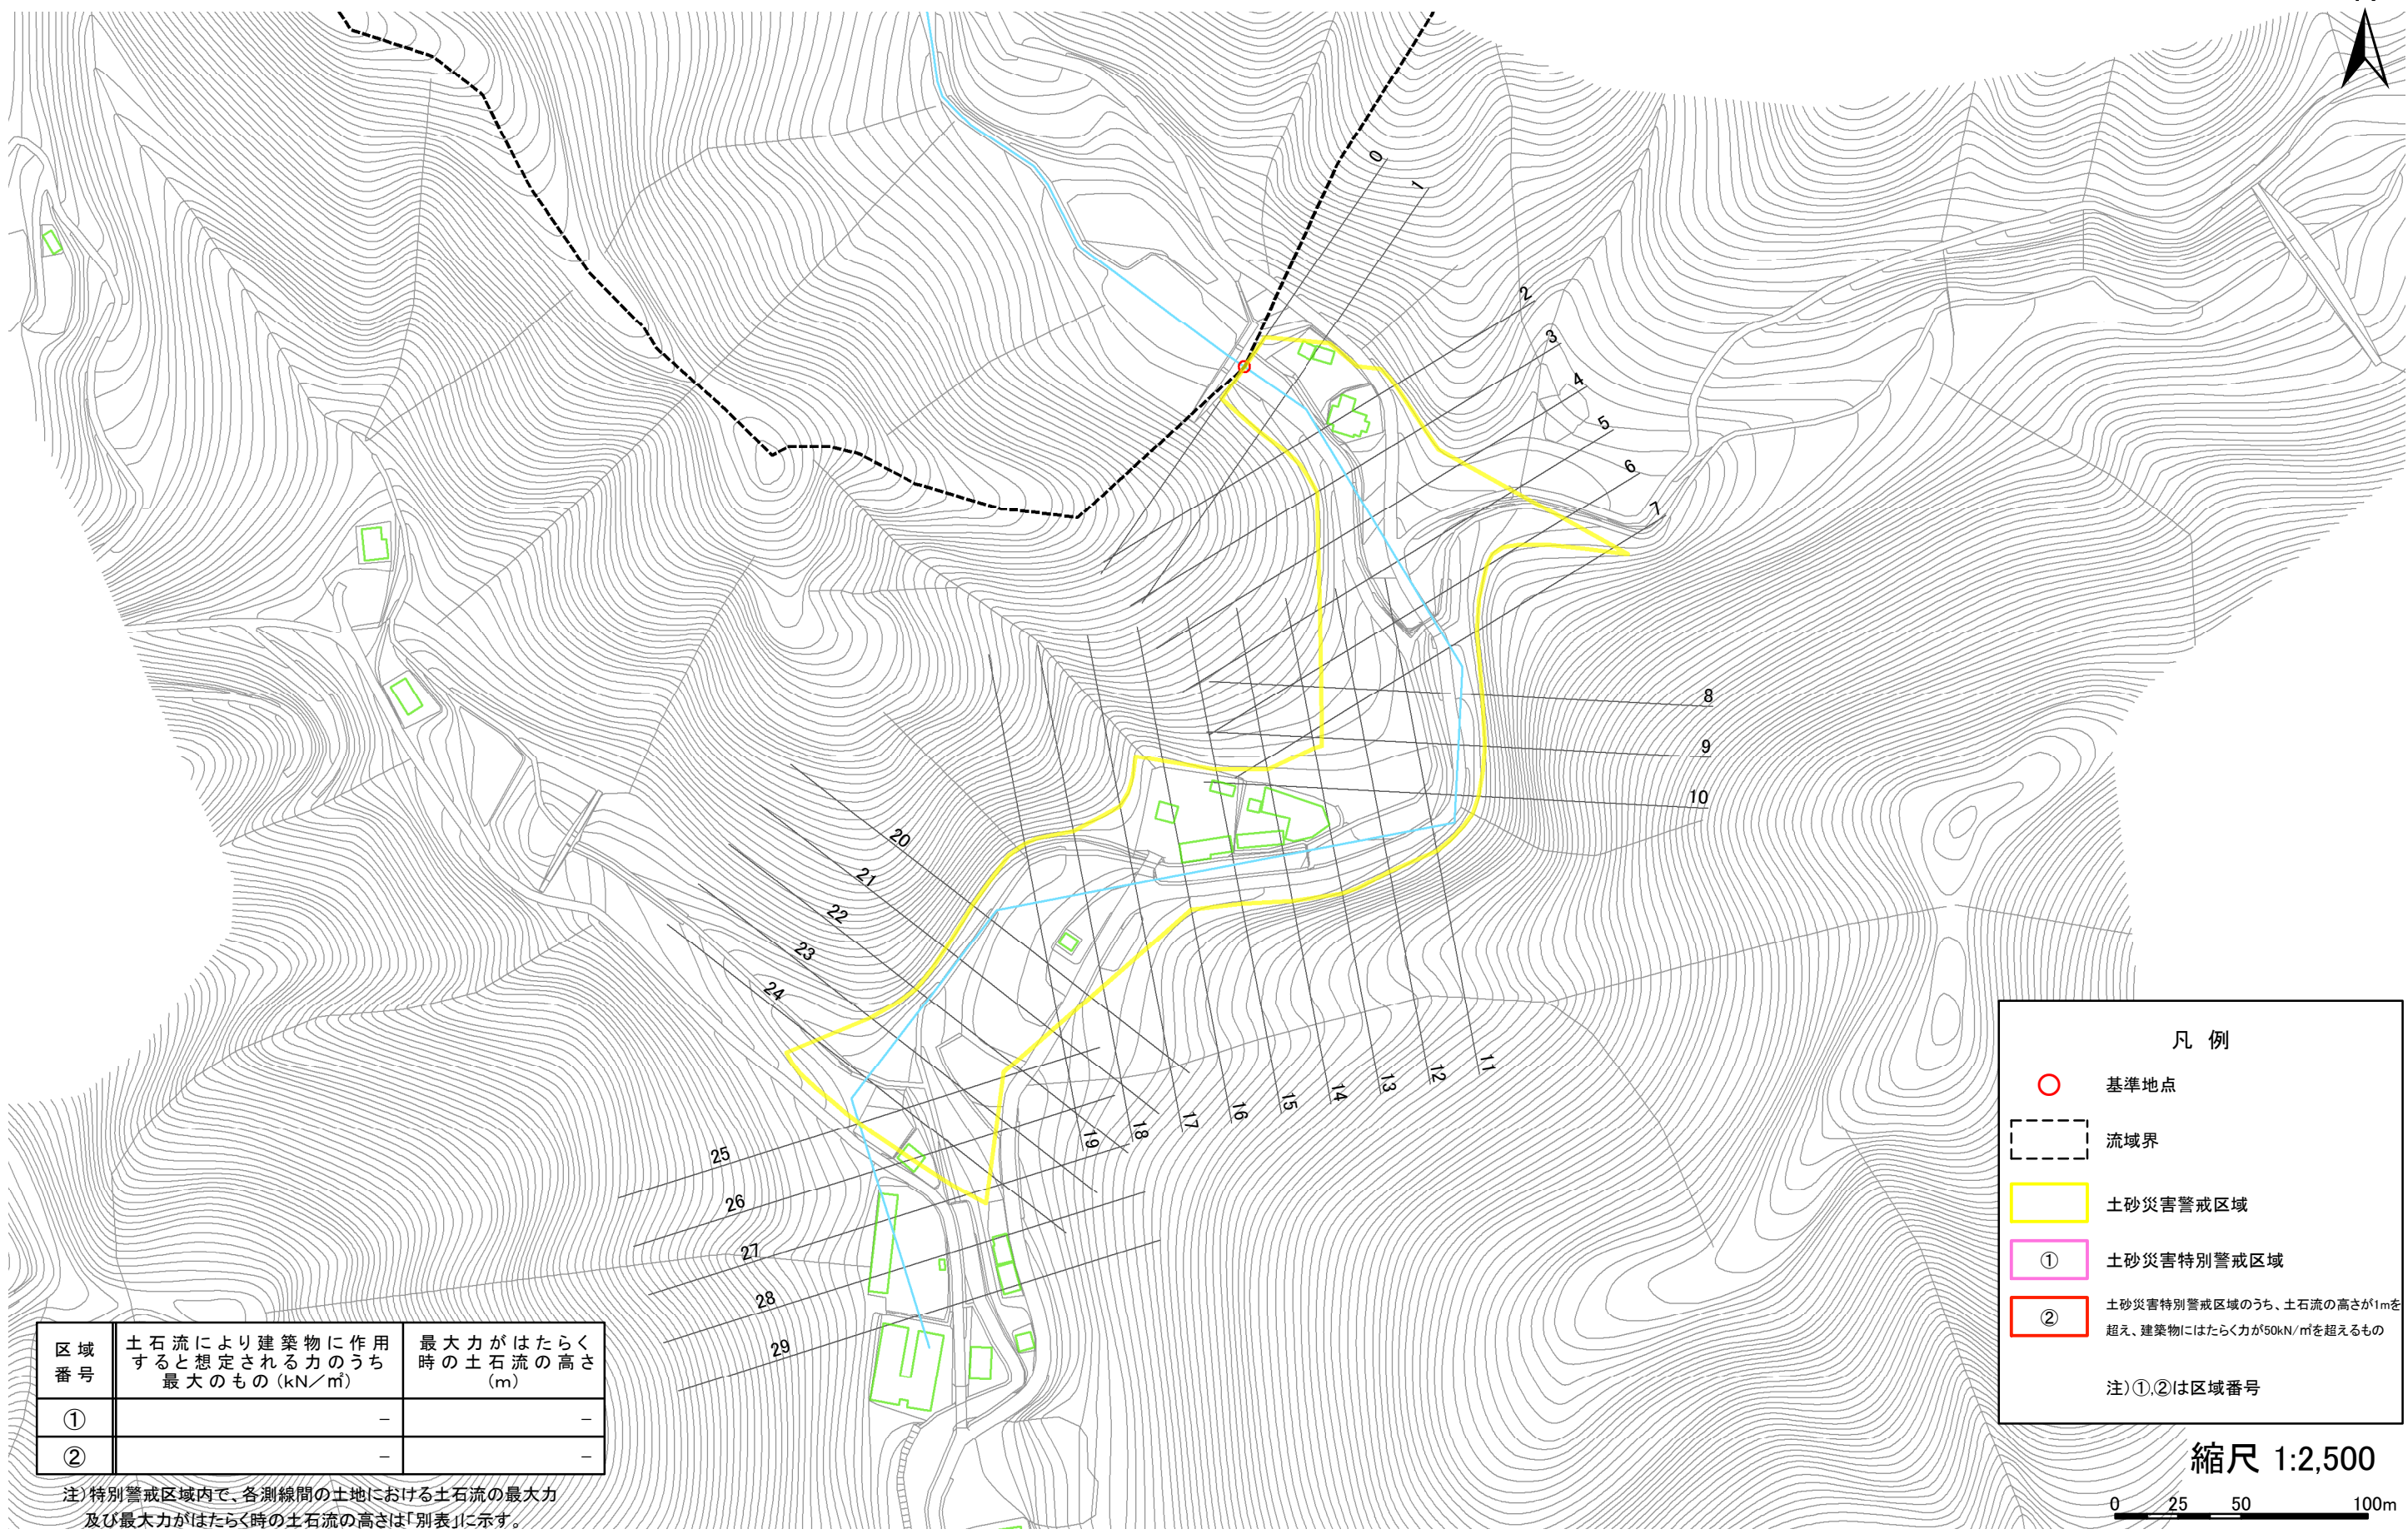 0
1
2
3
4
5
6
7
8
9
10
20
21
22
23
24
11
12
13
14
15
16
17
18
19
25
26
27
28
29
凡 例
基準地点
流域界
土砂災害警戒区域
① 土砂災害特別警戒区域
② 土砂災害特別警戒区域のうち、土石流の高さが1mを
超え、建築物にはたらく力が50kN/㎡を超えるもの
注)①,②は区域番号
区域
番号
土石流により建築物に作用
すると想定される力のうち
最大のもの(kN/㎡)
最大力がはたらく
時の土石流の高さ
(m)
① − −
② − −
注)特別警戒区域内で、各測線間の土地における土石流の最大力
及び最大力がはたらく時の土石流の高さは「別表」に示す。
縮尺 1:2,500
0 25 50 100m